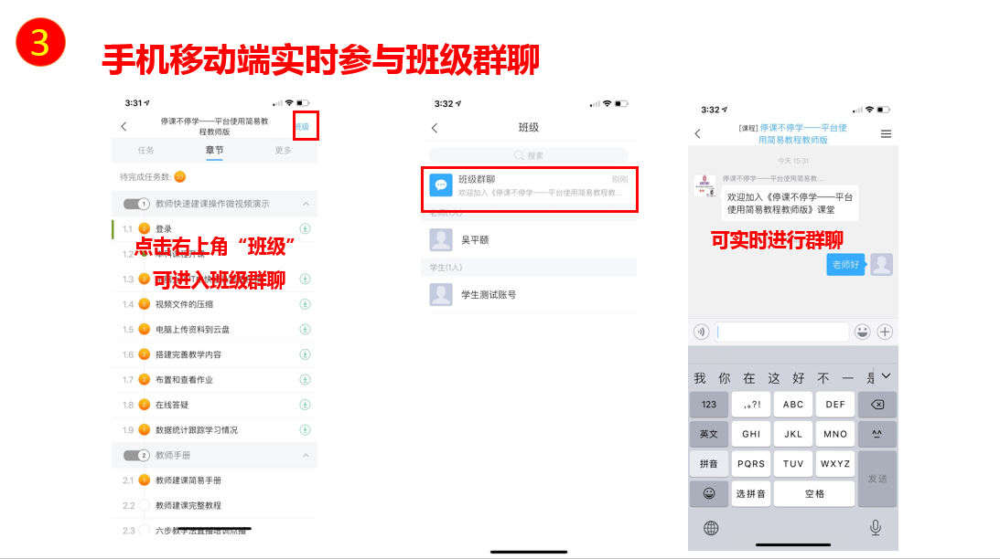 3
手机移动端实时参与班级群聊
3:31
停课不停学——平台使用简易教
程教师版
班级
任务
章节
更多
待完成任务数:
1 教师快速建课操作微视频演示
1.1 2 登录
点击右上角“班级”
1.2
可进入班级群聊
1.3
1.4 视频文件的压缩
1.5 电脑上传资料到云盘
1.6 搭建完善教学内容
1.7 布置和查看作业
1.8 在线答疑
1.9 数据统计跟踪学习情况
2 教师手册
2.1 教师建课简易手册
2.2 教师建课完整教程
2.3 六步教学法直播培训点播
3:32
班级
搜索
班级群聊
刚刚
欢迎加入《停课不停学——平台使用简易教程教...
老师(1人)
吴平颐
学生(1人)
学生测试账号
3:32
[课程] 停课不停学——平台使
用简易教程教师版
今天 15:31
停课不停学——平台使用简易教...
欢迎加入《停课不停学——平台
使用简易教程教师版》课堂
可实时进行群聊
老师好
我 你 在 这 好 不 一 是
123 ,。?! ABC DEF
英文 GHI JKL MNO ^^
拼音 PQRS TUV WXYZ
发送
选拼音 空格